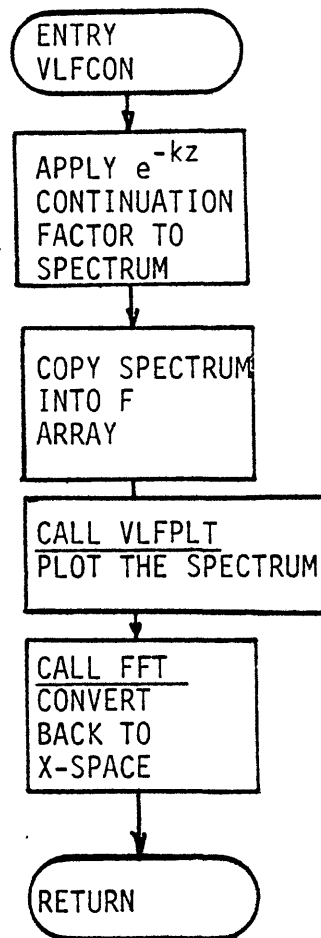 ENTRY
VLFCON
APPLY e^-kz
CONTINUATION
FACTOR TO
SPECTRUM
COPY SPECTRUM
INTO F
ARRAY
CALL VLFPLT
PLOT THE SPECTRUM
CALL FFT
CONVERT
BACK TO
X-SPACE
RETURN